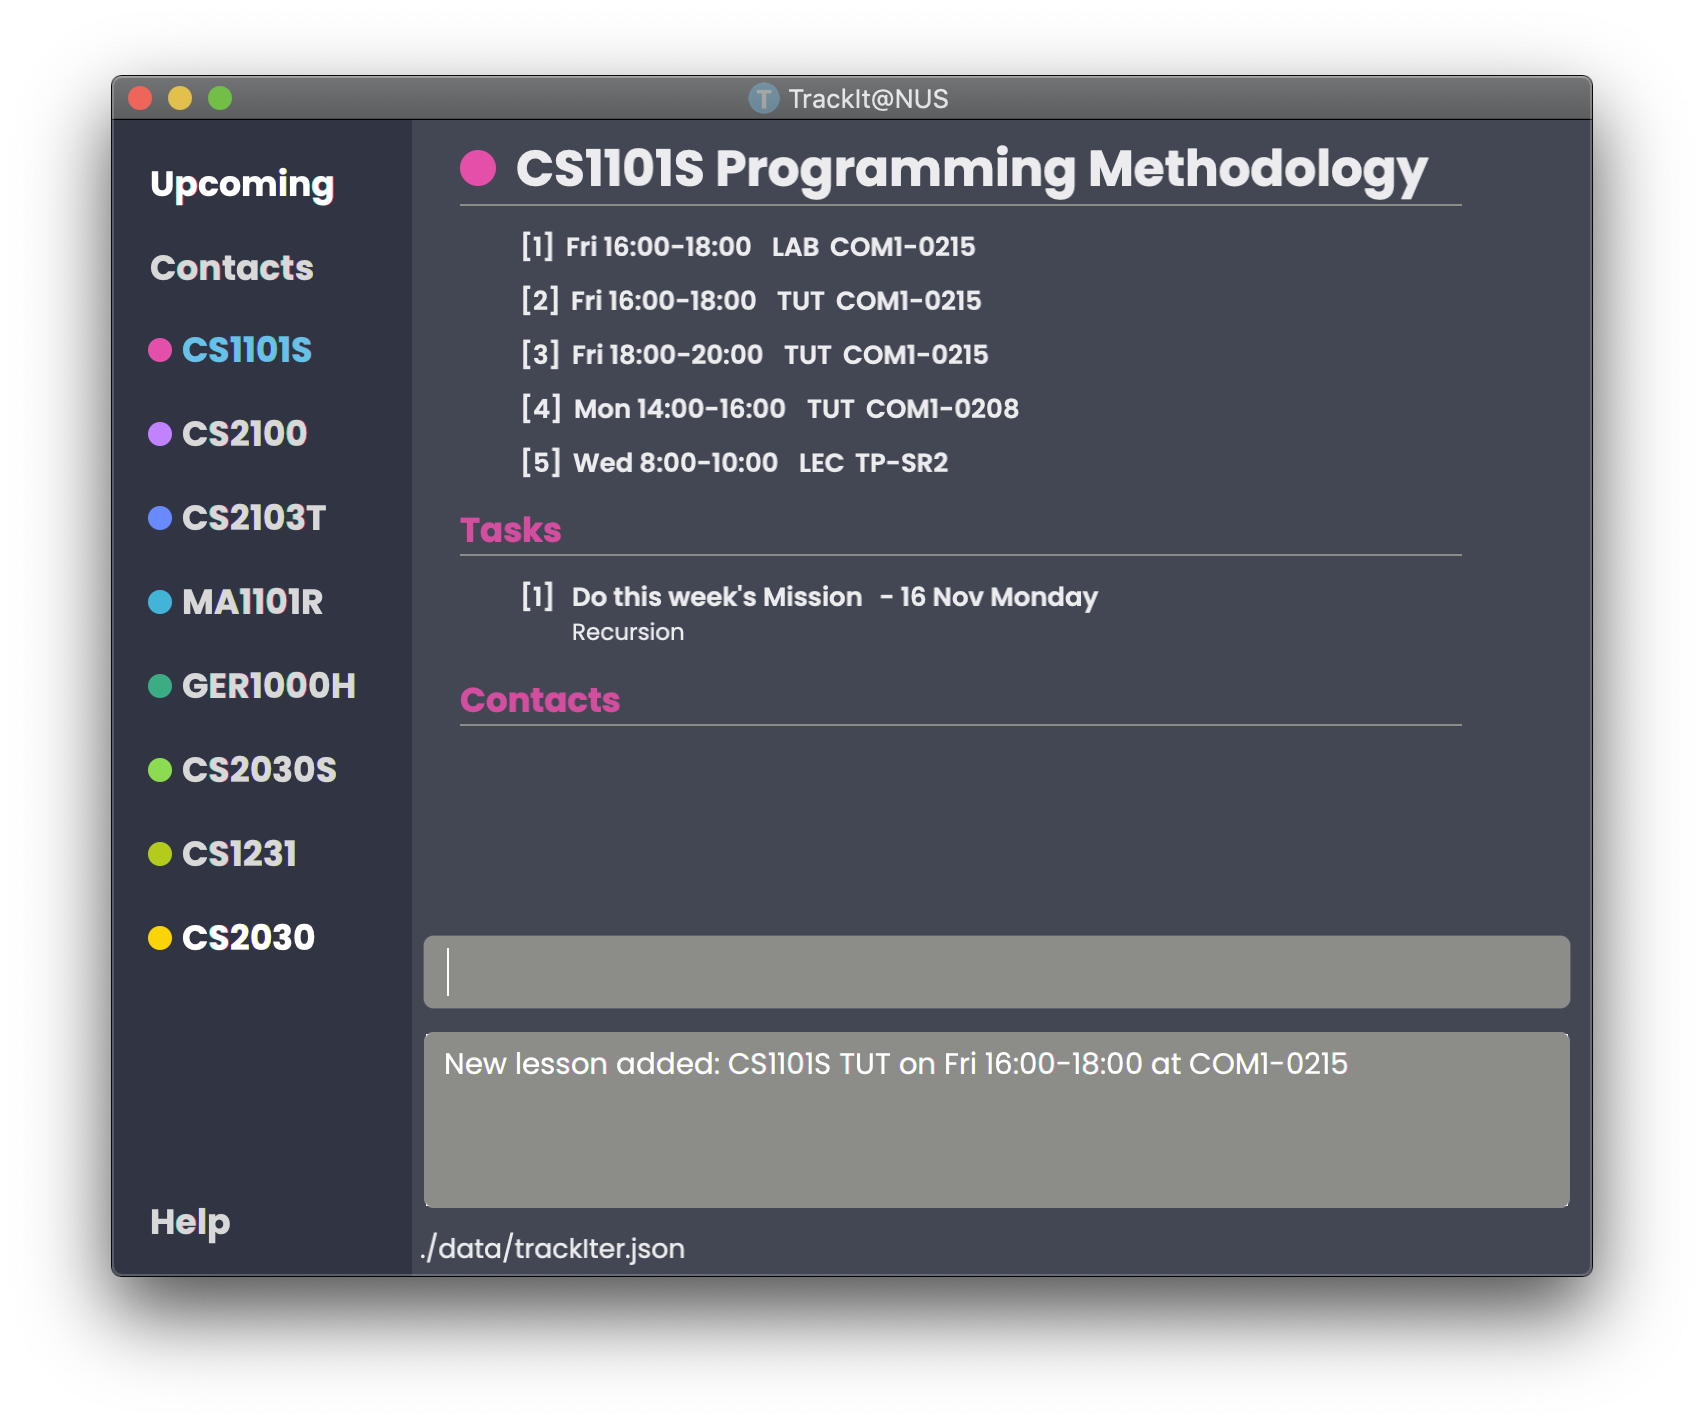 TrackIt@NUS
Upcoming
Contacts
CS1101S
CS2100
CS2103T
MA1101R
GER1000H
CS2030S
CS1231
CS2030
Help
CS1101S Programming Methodology
[1] Fri 16:00-18:00 LAB COM1-0215
[2] Fri 16:00-18:00 TUT COM1-0215
[3] Fri 18:00-20:00 TUT COM1-0215
[4] Mon 14:00-16:00 TUT COM1-0208
[5] Wed 8:00-10:00 LEC TP-SR2
Tasks
[1] Do this week's Mission - 16 Nov Monday
Recursion
Contacts
New lesson added: CS1101S TUT on Fri 16:00-18:00 at COM1-0215
./data/trackIter.json